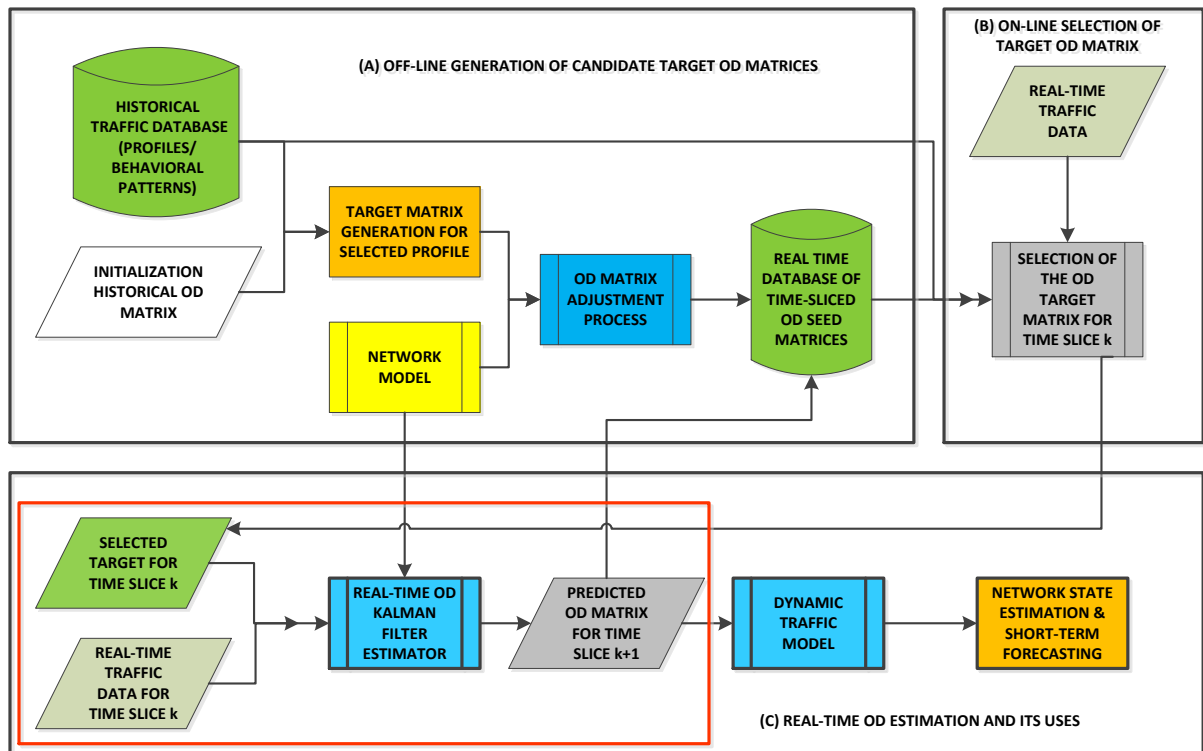 (A) OFF-LINE GENERATION OF CANDIDATE TARGET OD MATRICES
HISTORICAL
TRAFFIC DATABASE
(PROFILES/
BEHAVIORAL
PATTERNS)
INITIALIZATION
HISTORICAL OD
MATRIX
TARGET MATRIX
GENERATION FOR
SELECTED PROFILE
NETWORK
MODEL
OD MATRIX
ADJUSTMENT
PROCESS
REAL TIME
DATABASE OF
TIME-SLICED
OD SEED
MATRICES
(B) ON-LINE SELECTION OF
TARGET OD MATRIX
REAL-TIME
TRAFFIC
DATA
SELECTION OF
THE OD
TARGET
MATRIX FOR
TIME SLICE k
SELECTED
TARGET FOR
TIME SLICE k
REAL-TIME
TRAFFIC
DATA FOR
TIME SLICE k
REAL-TIME OD
KALMAN
FILTER
ESTIMATOR
PREDICTED
OD MATRIX
FOR TIME
SLICE k+1
DYNAMIC
TRAFFIC
MODEL
NETWORK STATE
ESTIMATION &
SHORT-TERM
FORECASTING
(C) REAL-TIME OD ESTIMATION AND ITS USES